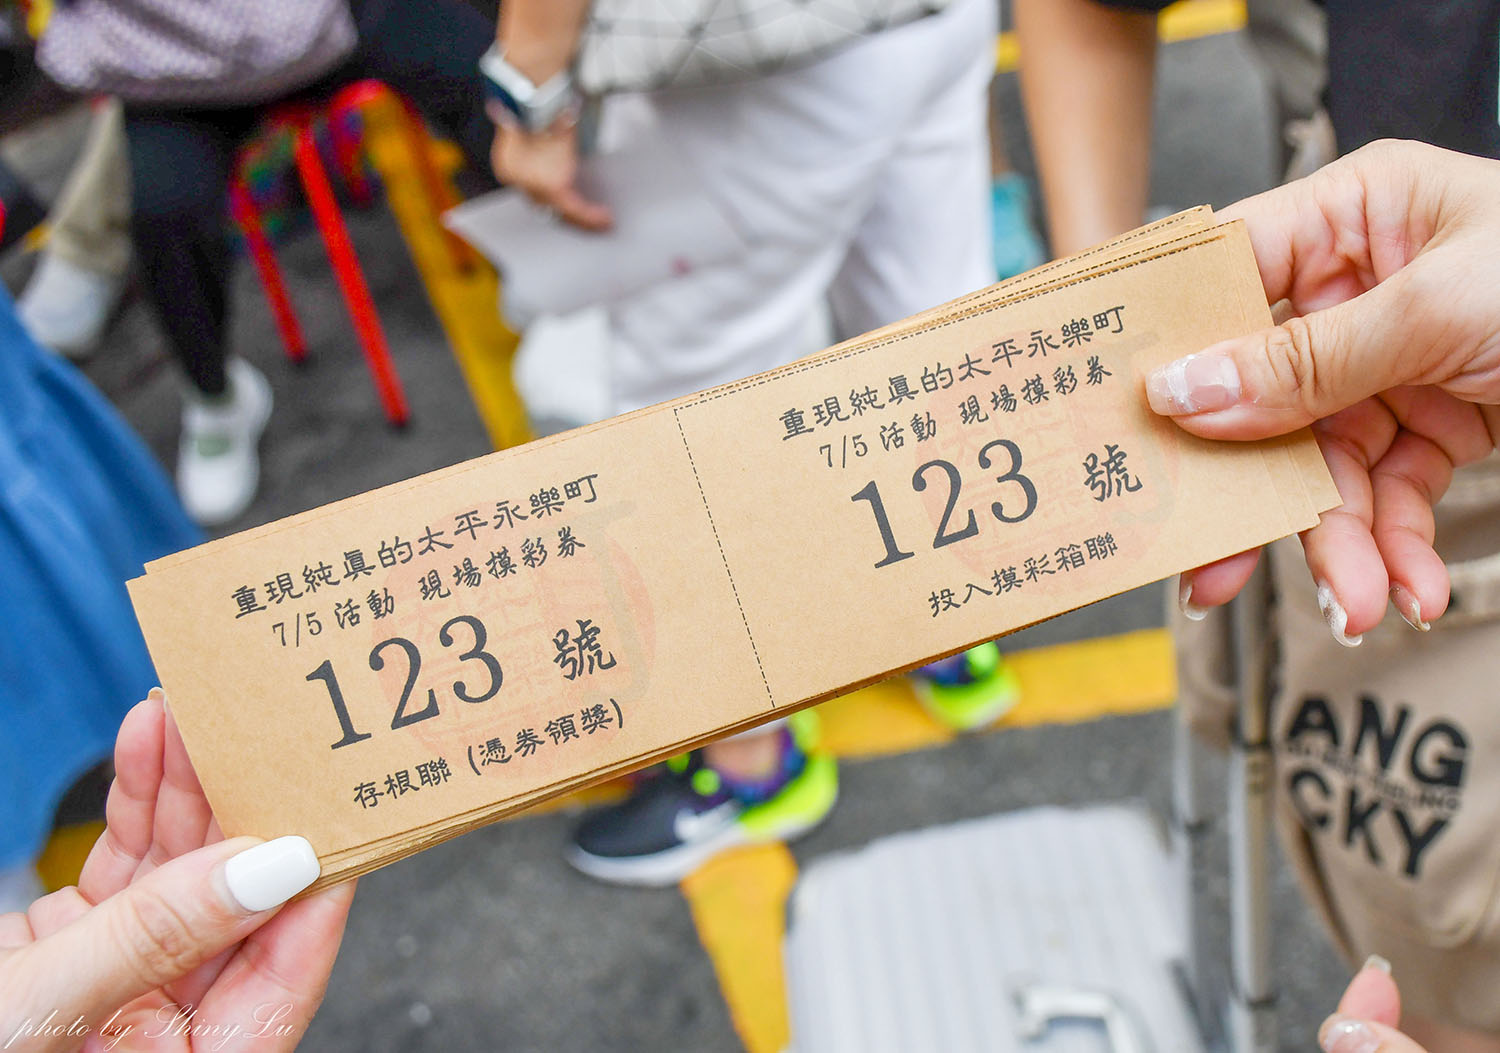 重現純真的太平永樂町
7/5 活動 現場摸彩券
123 號
存根聯 (憑券領獎)
重現純真的太平永樂町
7/5 活動 現場摸彩券
123 號
投入摸彩箱聯
ANG
CKY
photo by ShinyLu